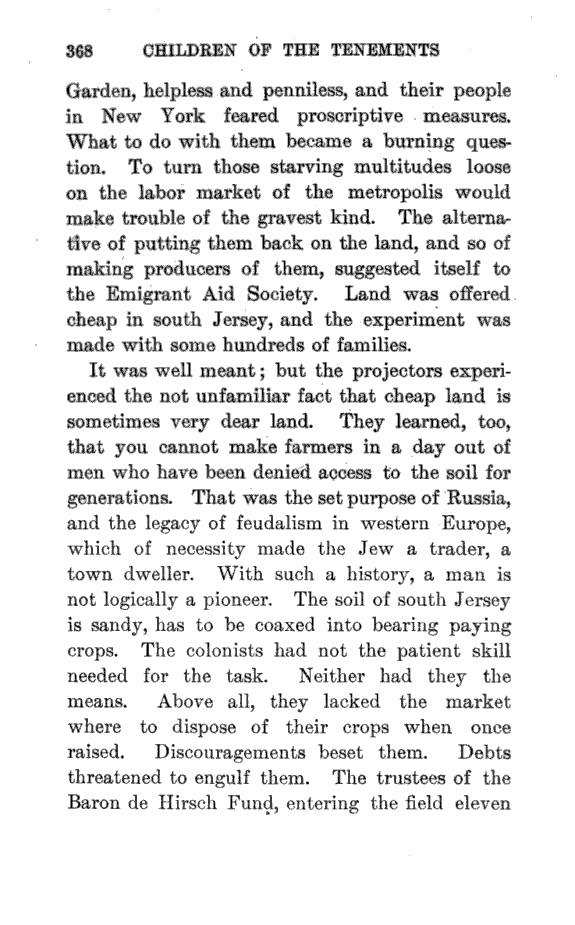 368 CHILDREN OF THE TENEMENTS
Garden, helpless and penniless, and their people
in New York feared proscriptive measures.
What to do with them became a burning ques-
tion. To turn those starving multitudes loose
on the labor market of the metropolis would
make trouble of the gravest kind. The alterna-
tive of putting them back on the land, and so of
making producers of them, suggested itself to
the Emigrant Aid Society. Land was offered
cheap in south Jersey, and the experiment was
made with some hundreds of families.
It was well meant; but the projectors experi-
enced the not unfamiliar fact that cheap land is
sometimes very dear land. They learned, too,
that you cannot make farmers in a day out of
men who have been denied access to the soil for
generations. That was the set purpose of Russia,
and the legacy of feudalism in western Europe,
which of necessity made the Jew a trader, a
town dweller. With such a history, a man is
not logically a pioneer. The soil of south Jersey
is sandy, has to be coaxed into bearing paying
crops. The colonists had not the patient skill
needed for the task. Neither had they the
means. Above all, they lacked the market
where to dispose of their crops when once
raised. Discouragements beset them. Debts
threatened to engulf them. The trustees of the
Baron de Hirsch Fund, entering the field eleven